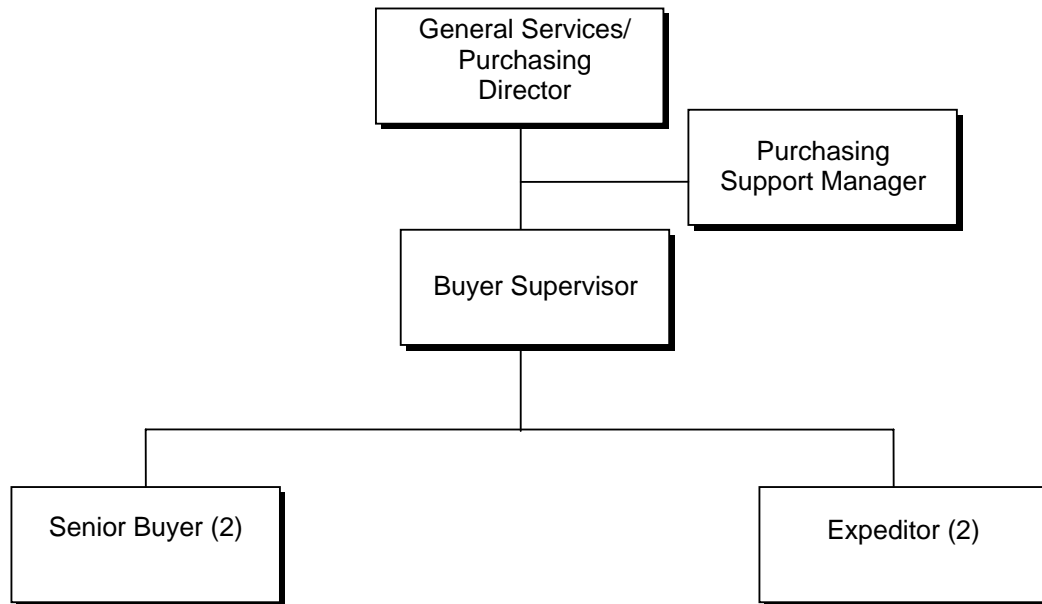 General Services/
Purchasing
Director
Purchasing
Support Manager
Buyer Supervisor
Senior Buyer (2)
Expeditor (2)